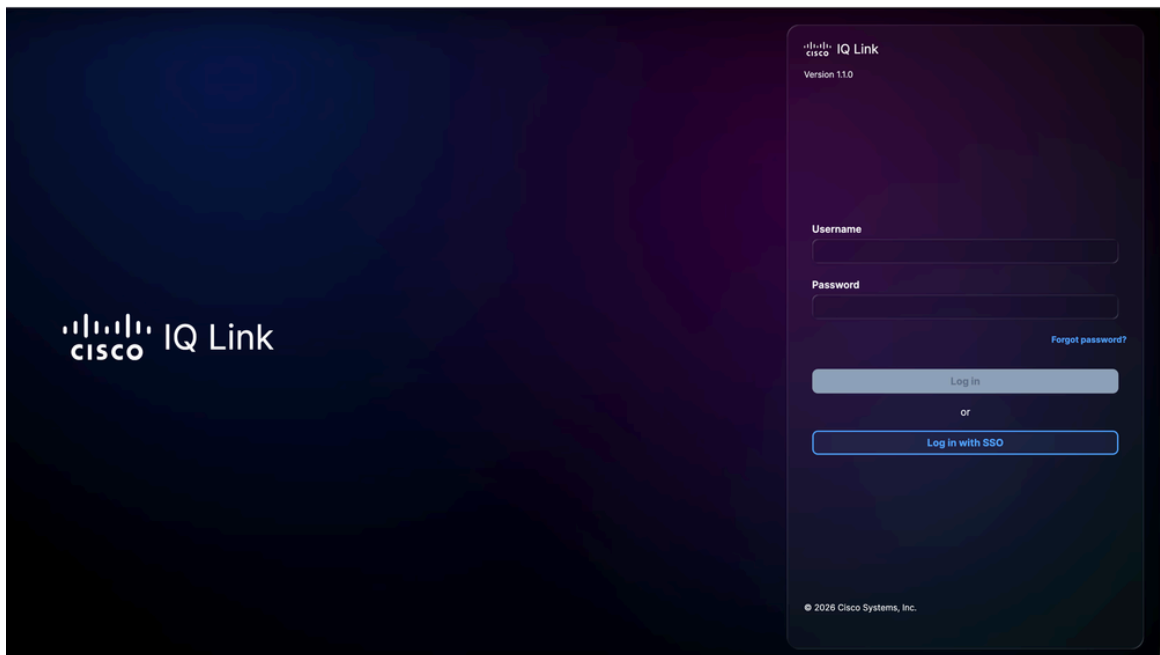 cisco IQ Link
cisco IQ Link
Version 1.1.0
Username
Password
Forgot password?
Log in
or
Log in with SSO
© 2026 Cisco Systems, Inc.